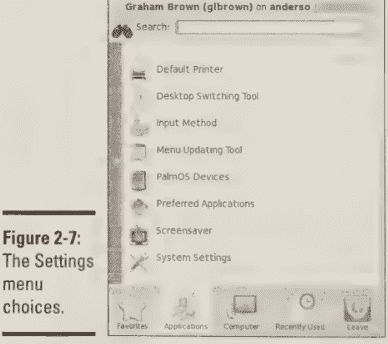 Graham Brown (glbrown) on anderso
Search:
Default Printer
Desktop Switching Tool
Input Method
Menu Updating Tool
PalmOS Devices
Preferred Applications
Screensaver
System Settings
Favorites Applications Computer Recently Used Leave
Figure 2-7:
The Settings
menu
choices.